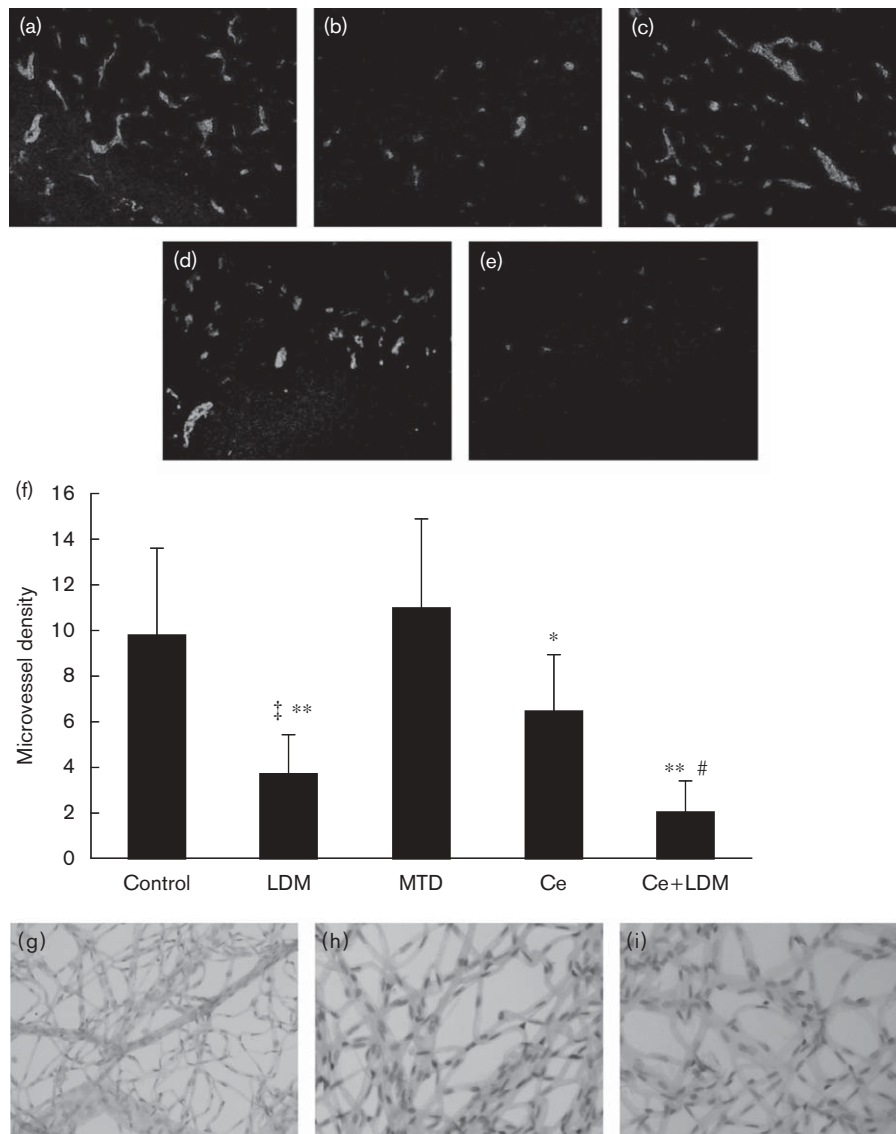 (a)
(b)
(c)
(d)
(e)
(f)
16
14
12
10
8
6
4
2
0
Microvessel density
‡ **
*
** #
Control LDM MTD Ce Ce+LDM
(g)
(h)
(i)